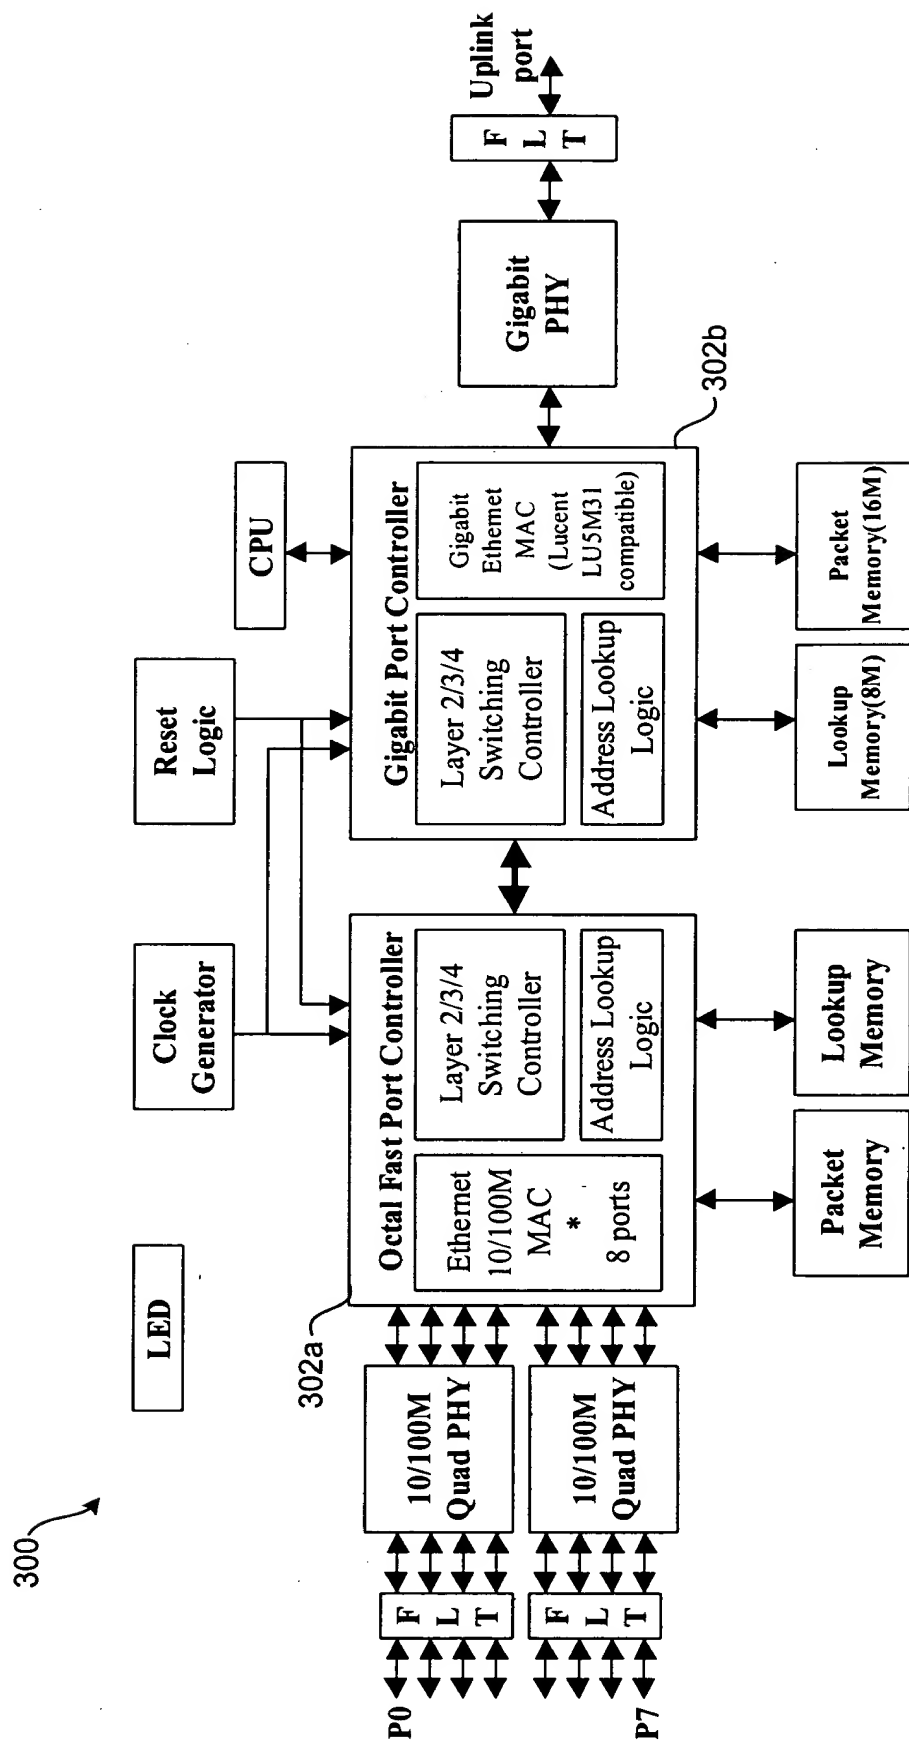 300
LED
Clock
Generator
Reset
Logic
CPU
302a
Octal Fast Port Controller
Ethernet
10/100M
MAC
*
8 ports
Layer 2/3/4
Switching
Controller
Address Lookup
Logic
Gigabit Port Controller
Layer 2/3/4
Switching
Controller
Address Lookup
Logic
Gigabit
Ethernet
MAC
(Lucent
LU5M31
compatible)
302b
P0
F
L
T
10/100M
Quad PHY
P7
F
L
T
10/100M
Quad PHY
Gigabit
PHY
F
L
T
Uplink
port
Packet
Memory
Lookup
Memory
Lookup
Memory(8M)
Packet
Memory(16M)